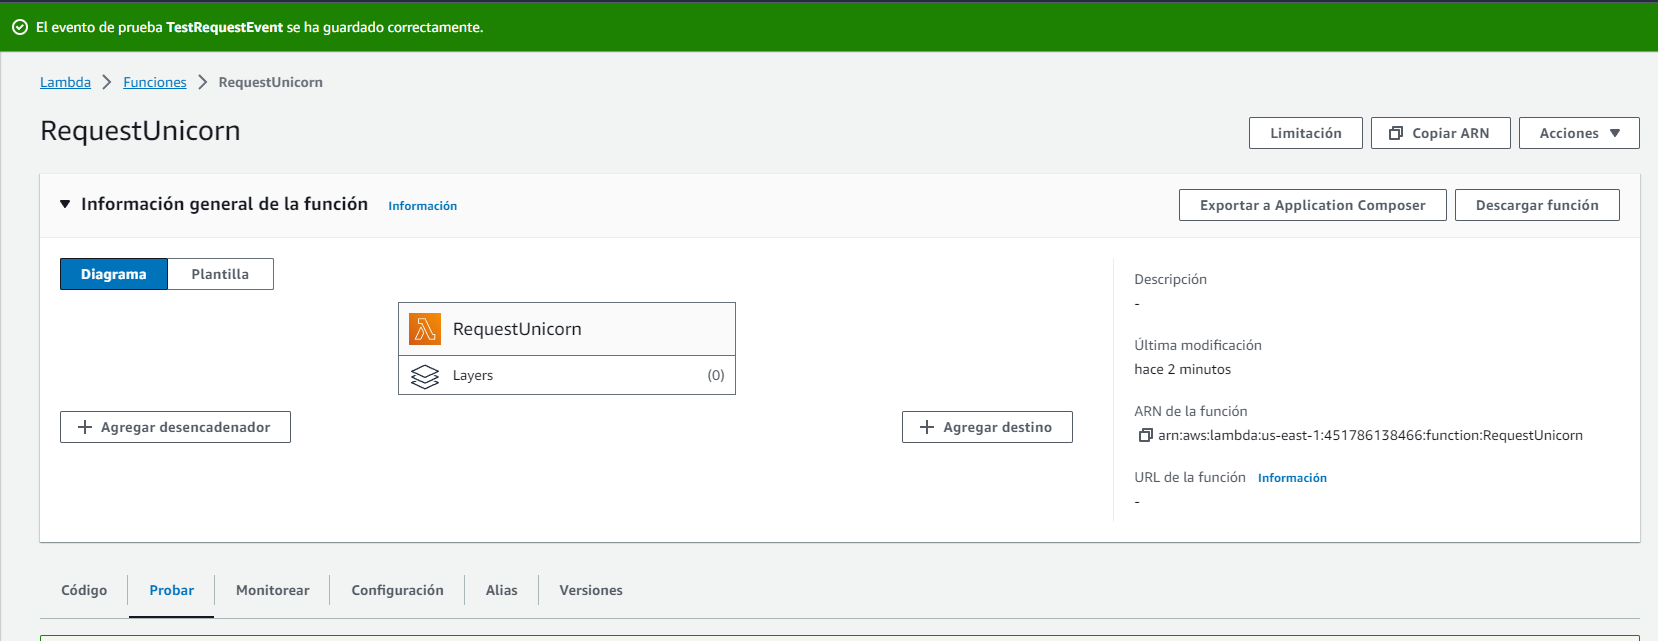 El evento de prueba TestRequestEvent se ha guardado correctamente.
Lambda > Funciones > RequestUnicorn
RequestUnicorn
Limitación
Copiar ARN
Acciones
Información general de la función Información
Exportar a Application Composer
Descargar función
Diagrama
Plantilla
RequestUnicorn
Layers (0)
+ Agregar desencadenador
+ Agregar destino
Descripción
-
Última modificación
hace 2 minutos
ARN de la función
arn:aws:lambda:us-east-1:451786138466:function:RequestUnicorn
URL de la función Información
-
Código
Probar
Monitorear
Configuración
Alias
Versiones